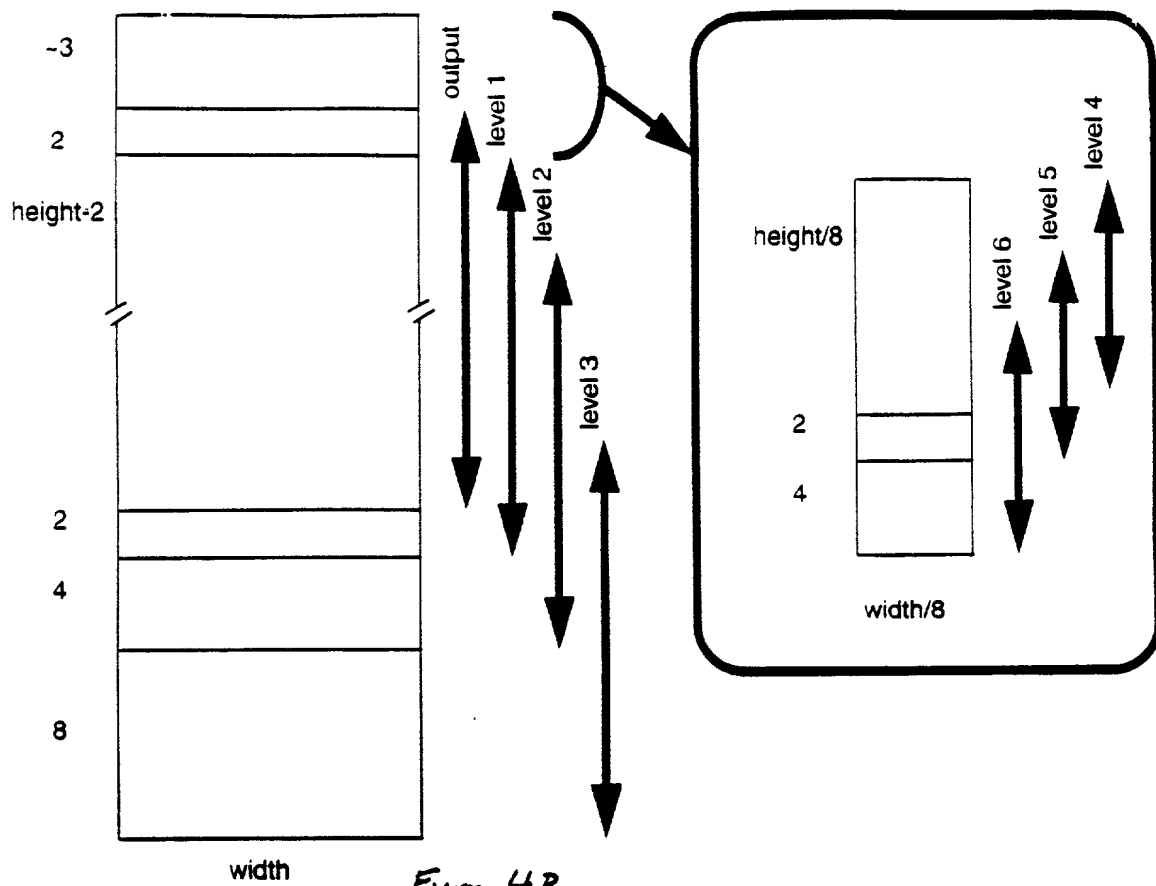 ~3
2
height-2
2
4
8
width
output
level 1
level 2
level 3
height/8
2
4
width/8
level 6
level 5
level 4